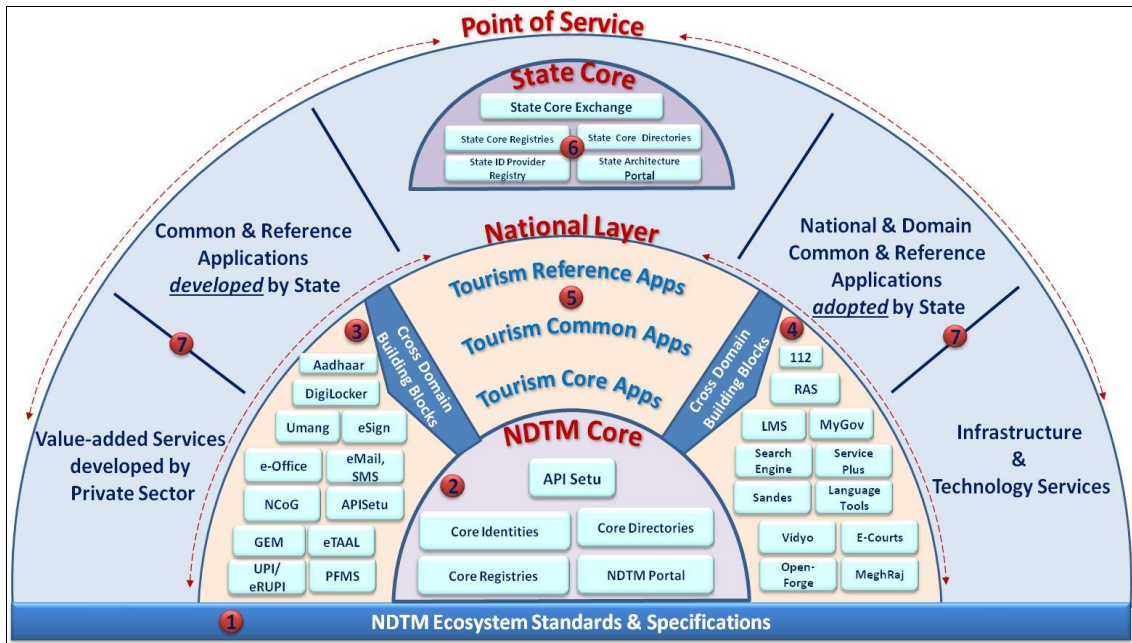 Point of Service
State Core
State Core Exchange
State Core Registries
State Core Directories
6
State ID Provider
Registry
State Architecture
Portal
Common & Reference
Applications
developed by State
National & Domain
Common & Reference
Applications
adopted by State
7
7
Value-added Services
developed by
Private Sector
Infrastructure
&
Technology Services
National Layer
Tourism Reference Apps
5
Tourism Common Apps
Tourism Core Apps
3
Cross Domain
Building Blocks
Aadhaar
DigiLocker
Umang
eSign
e-Office
eMail,
SMS
NCoG
APISetu
GEM
eTAAL
UPI/
eRUPI
PFMS
4
Cross Domain
Building Blocks
112
RAS
LMS
MyGov
Search
Engine
Service
Plus
Sandes
Language
Tools
Vidyo
E-Courts
Open-
Forge
MeghRaj
NDTM Core
2
API Setu
Core Identities
Core Directories
Core Registries
NDTM Portal
1
NDTM Ecosystem Standards & Specifications